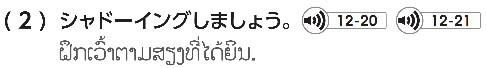 (2) シャドーイングしましょう。 12-20 12-21
ຝຶກເວົ້າຕາມສຽງທີ່ໄດ້ຍິນ.